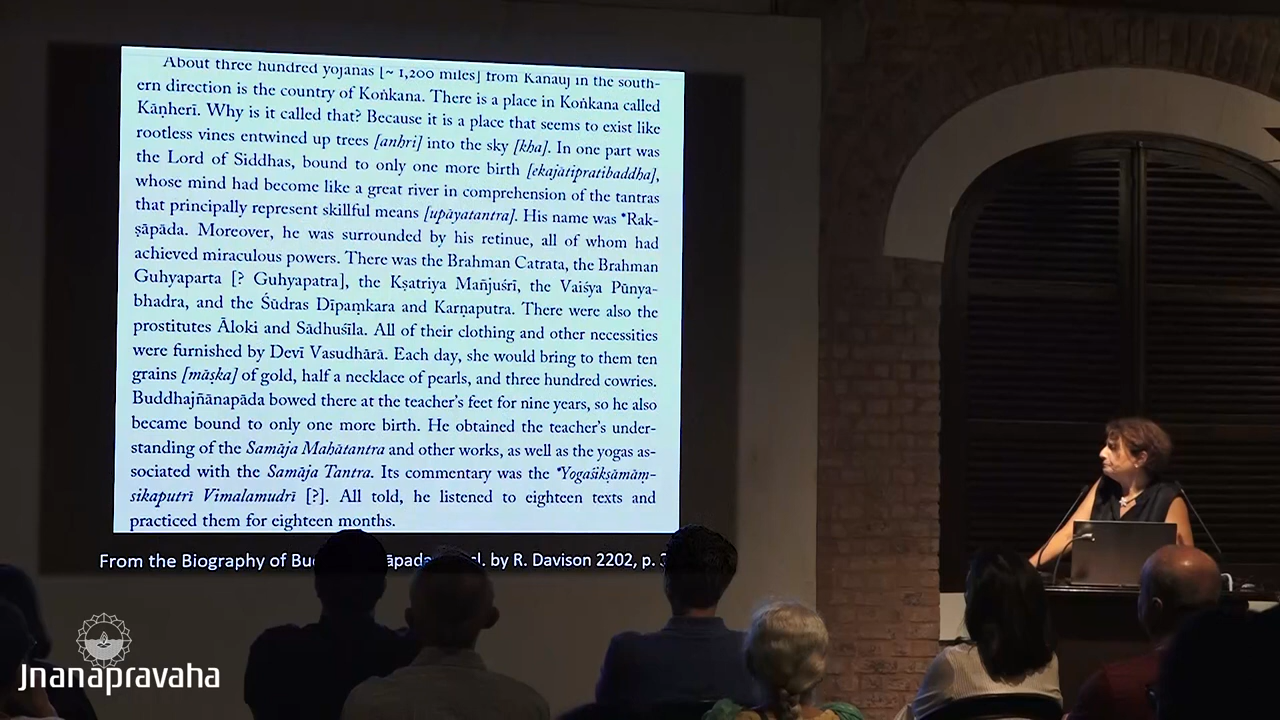 About three hundred yojanas [~ 1,200 miles] from Kanauj in the south-
ern direction is the country of Koṅkana. There is a place in Koṅkana called
Kāṇherī. Why is it called that? Because it is a place that seems to exist like
rootless vines entwined up trees [anhri] into the sky [kha]. In one part was
the Lord of Siddhas, bound to only one more birth [ekajātipratibaddha],
whose mind had become like a great river in comprehension of the tantras
that principally represent skillful means [upāyatantra]. His name was *Rak-
ṣāpāda. Moreover, he was surrounded by his retinue, all of whom had
achieved miraculous powers. There was the Brahman Catrata, the Brahman
Guhyaparta [? Guhyapatra], the Kṣatriya Mañjuśrī, the Vaiśya Pūnya-
bhadra, and the Śūdras Dīpaṃkara and Karṇaputra. There were also the
prostitutes Āloki and Sādhuśīla. All of their clothing and other necessities
were furnished by Devī Vasudhārā. Each day, she would bring to them ten
grains [māṣka] of gold, half a necklace of pearls, and three hundred cowries.
Buddhajñānapāda bowed there at the teacher's feet for nine years, so he also
became bound to only one more birth. He obtained the teacher's under-
standing of the Samāja Mahātantra and other works, as well as the yogas as-
sociated with the Samāja Tantra. Its commentary was the *Yogaśikṣāmāṃ-
sikaputrī Vimalamudrī [?]. All told, he listened to eighteen texts and
practiced them for eighteen months.
From the Biography of by R. Davison 2202, p.
Jnanapravaha